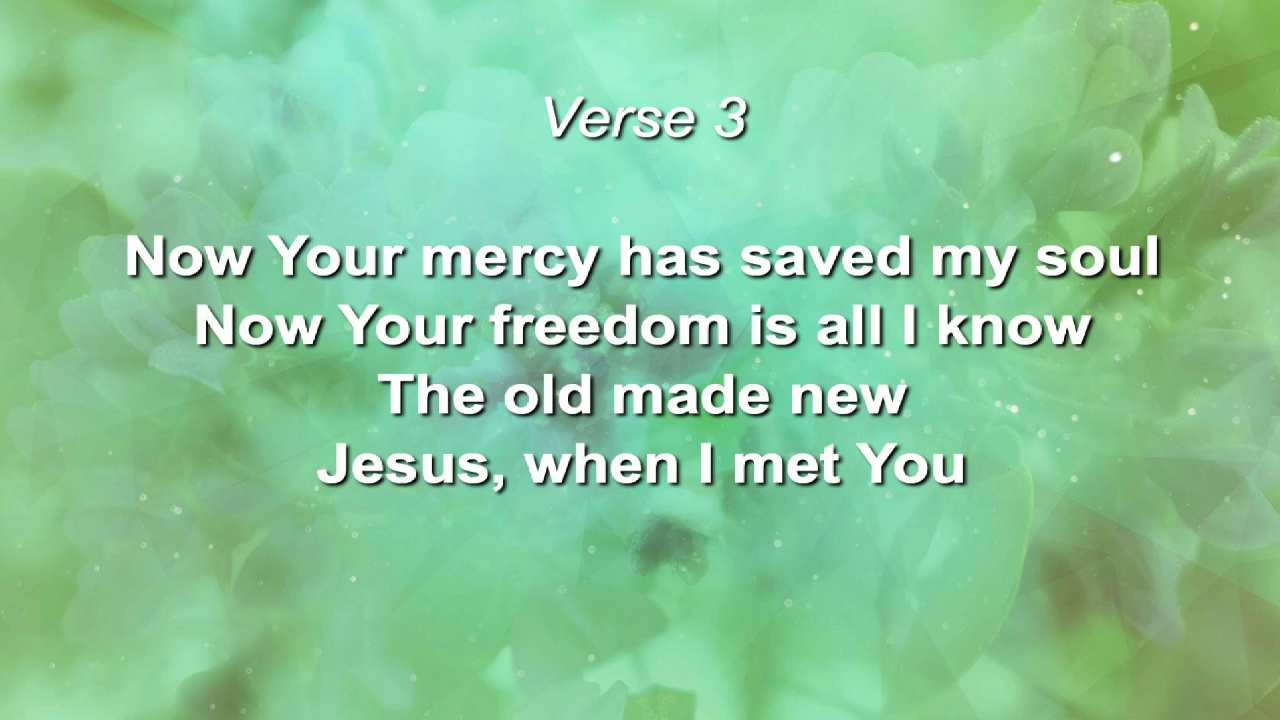 Verse 3
Now Your mercy has saved my soul
Now Your freedom is all I know
The old made new
Jesus, when I met You